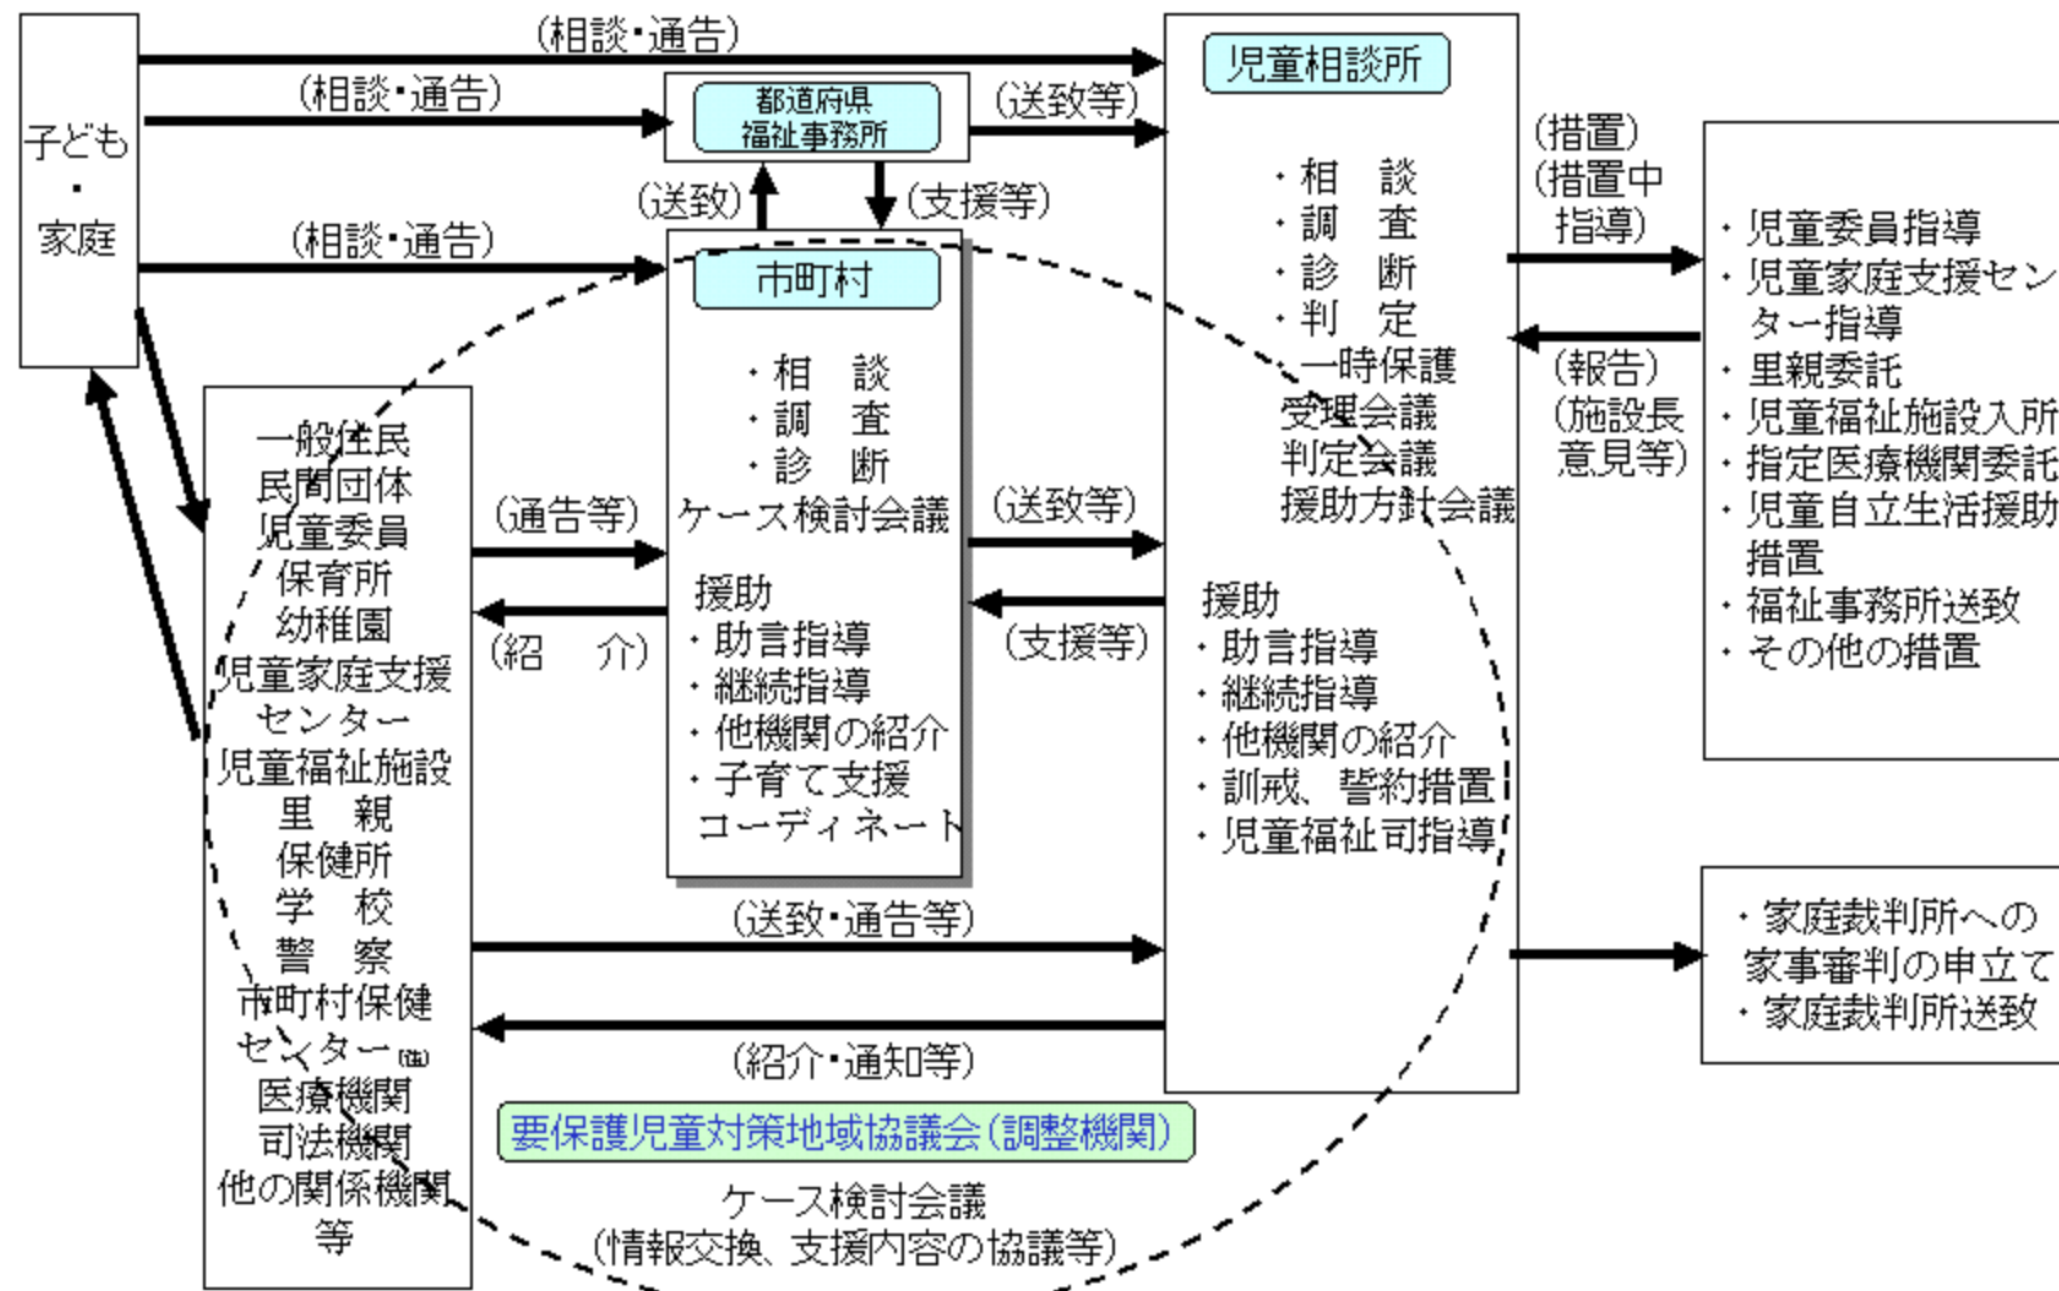 子ども
・
家庭
(相談・通告)
(相談・通告)
(相談・通告)
都道府県
福祉事務所
(送致等)
(送致)
(支援等)
市町村
・相　談
・調　査
・診　断
ケース検討会議
援助
・助言指導
・継続指導
・他機関の紹介
・子育て支援
コーディネート
児童相談所
・相　談
・調　査
・診　断
・判　定
・一時保護
受理会議
判定会議
援助方針会議
援助
・助言指導
・継続指導
・他機関の紹介
・訓戒、誓約措置
・児童福祉司指導
(措置)
(措置中
指導)
(報告)
(施設長
意見等)
・児童委員指導
・児童家庭支援セン
ター指導
・里親委託
・児童福祉施設入所
・指定医療機関委託
・児童自立生活援助
措置
・福祉事務所送致
・その他の措置
・家庭裁判所への
家事審判の申立て
・家庭裁判所送致
一般住民
民間団体
児童委員
保育所
幼稚園
児童家庭支援
センター
児童福祉施設
里　親
保健所
学　校
警　察
市町村保健
センター
医療機関
司法機関
他の関係機関
等
(通告等)
(紹　介)
(送致等)
(支援等)
(送致・通告等)
(紹介・通知等)
要保護児童対策地域協議会(調整機関)
ケース検討会議
(情報交換、支援内容の協議等)